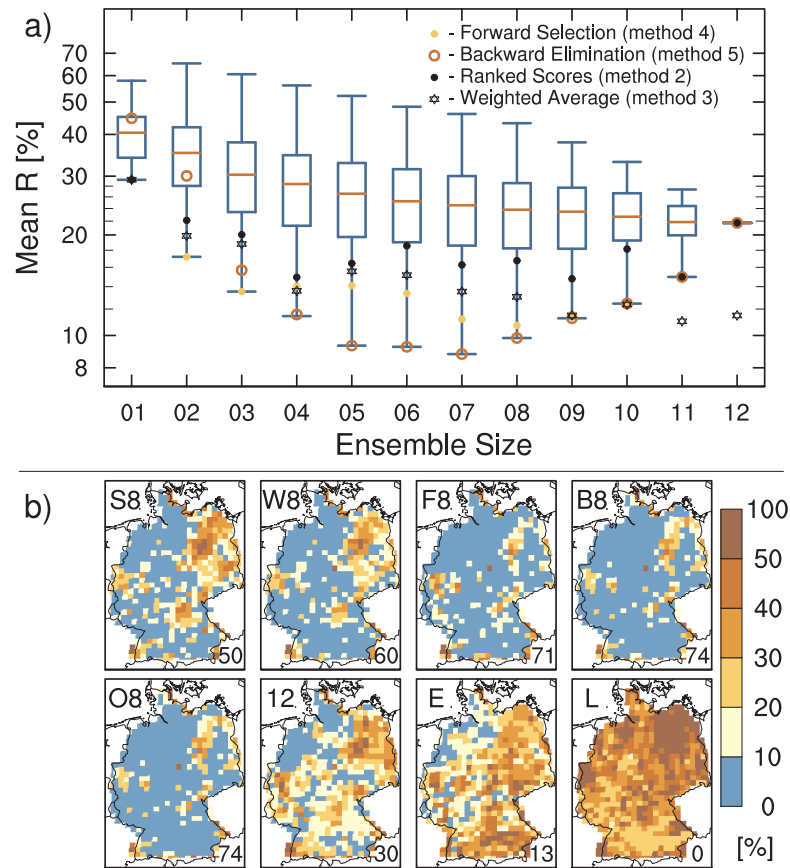 a)
- Forward Selection (method 4)
- Backward Elimination (method 5)
- Ranked Scores (method 2)
- Weighted Average (method 3)
Mean R [%]
70
60
50
40
30
20
10
8
01 02 03 04 05 06 07 08 09 10 11 12
Ensemble Size
b)
S8 W8 F8 B8
50 60 71 74
O8 12 E L
74 30 13 0
100
50
40
30
20
10
0
[%]